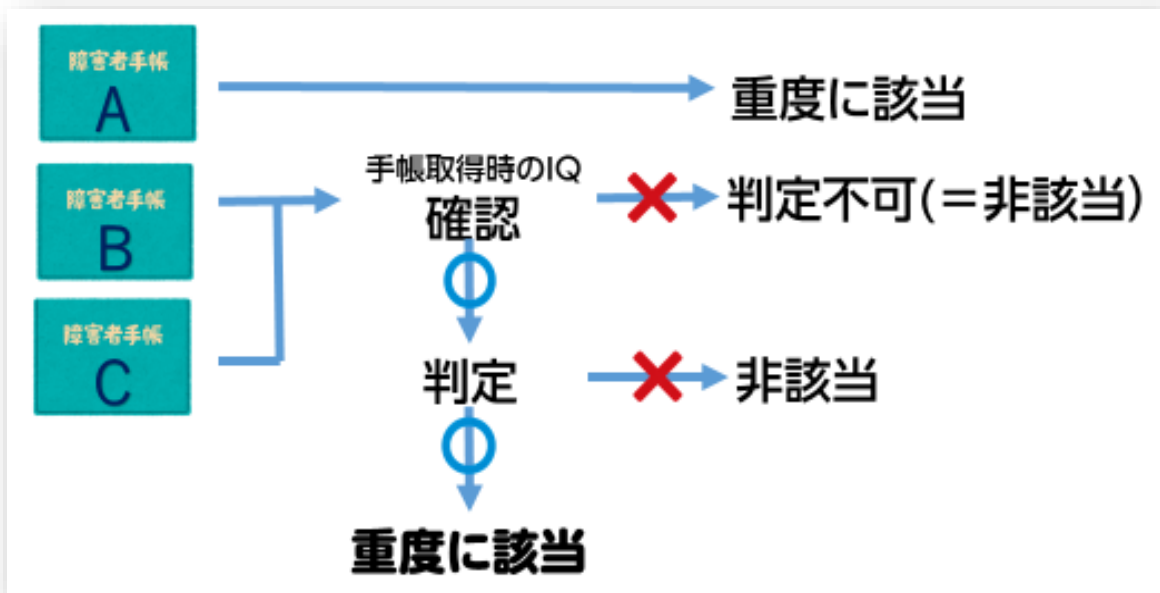 障害者手帳
A
重度に該当
障害者手帳
B
手帳取得時のIQ
確認
判定不可(＝非該当)
障害者手帳
C
判定
非該当
重度に該当